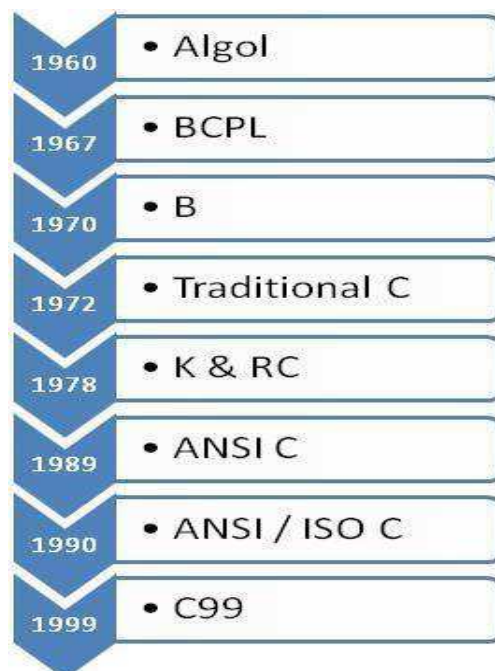 1960
• Algol
1967
• BCPL
1970
• B
1972
• Traditional C
1978
• K & RC
1989
• ANSI C
1990
• ANSI / ISO C
1999
• C99